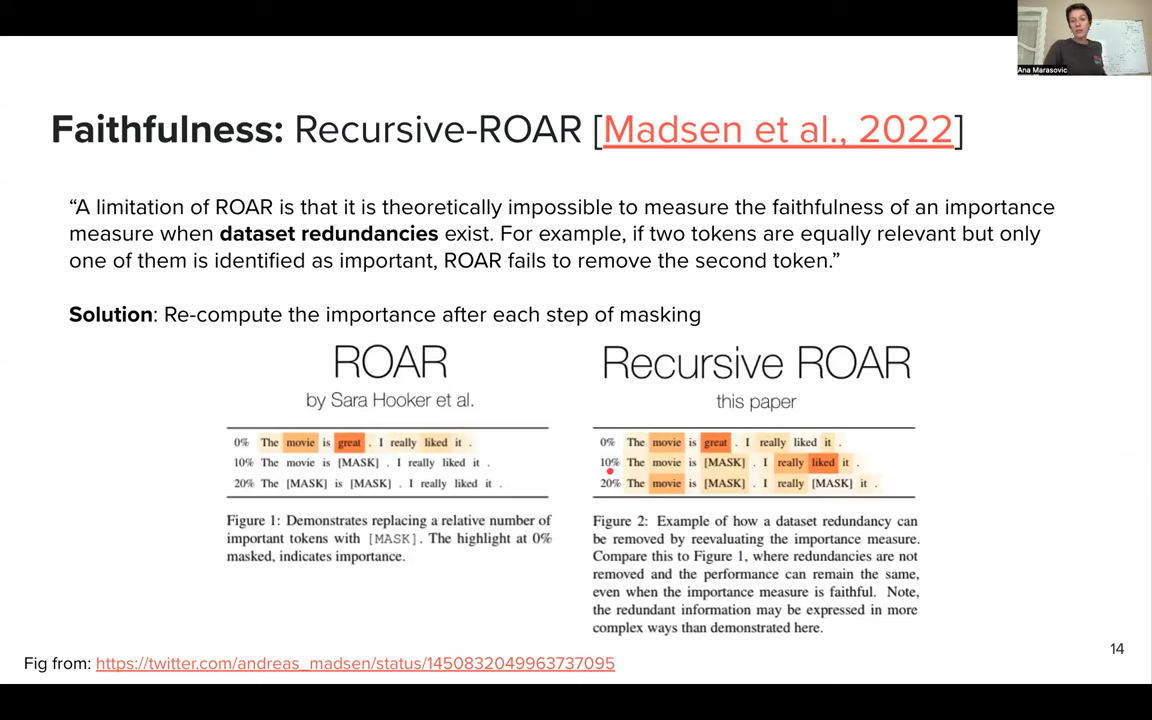 Ana Marasovic
Faithfulness: Recursive-ROAR [Madsen et al., 2022]
“A limitation of ROAR is that it is theoretically impossible to measure the faithfulness of an importance
measure when dataset redundancies exist. For example, if two tokens are equally relevant but only
one of them is identified as important, ROAR fails to remove the second token.”
Solution: Re-compute the importance after each step of masking
ROAR
by Sara Hooker et al.
0% The movie is great . I really liked it .
10% The movie is [MASK] . I really liked it .
20% The [MASK] is [MASK] . I really liked it .
Figure 1: Demonstrates replacing a relative number of
important tokens with [MASK]. The highlight at 0%
masked, indicates importance.
Recursive ROAR
this paper
0% The movie is great . I really liked it .
10% The movie is [MASK] . I really liked it .
20% The movie is [MASK] . I really [MASK] it .
Figure 2: Example of how a dataset redundancy can
be removed by reevaluating the importance measure.
Compare this to Figure 1, where redundancies are not
removed and the performance can remain the same,
even when the importance measure is faithful. Note,
the redundant information may be expressed in more
complex ways than demonstrated here.
14
Fig from: https://twitter.com/andreas_madsen/status/1450832049963737095